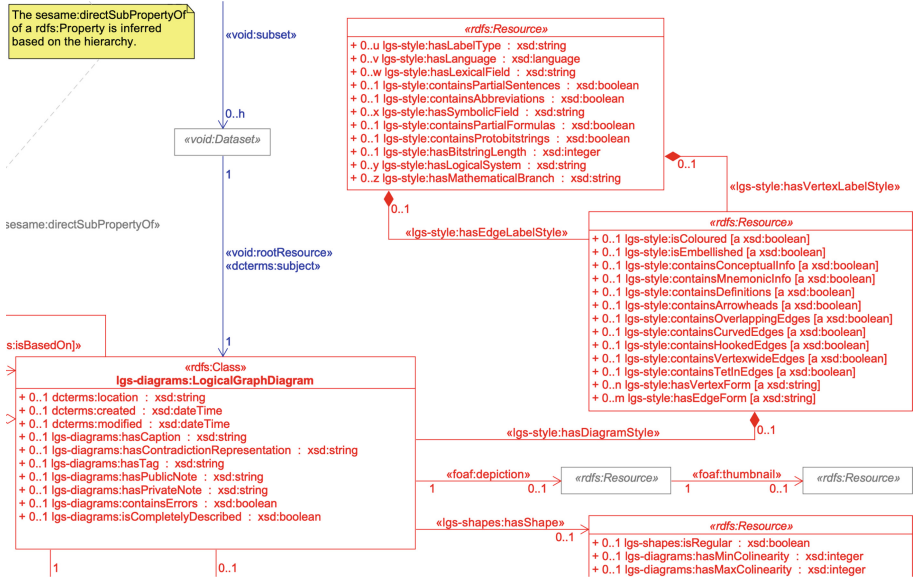 The sesame:directSubPropertyOf
of a rdfs:Property is inferred
based on the hierarchy.
«void:subset»
0..h
«void:Dataset»
1
sesame:directSubPropertyOf»
«void:rootResource»
«dcterms:subject»
1
s:isBasedOn]»
«rdfs:Resource»
+ 0..u lgs-style:hasLabelType : xsd:string
+ 0..v lgs-style:hasLanguage : xsd:language
+ 0..w lgs-style:hasLexicalField : xsd:string
+ 0..1 lgs-style:containsPartialSentences : xsd:boolean
+ 0..1 lgs-style:containsAbbreviations : xsd:boolean
+ 0..x lgs-style:hasSymbolicField : xsd:string
+ 0..1 lgs-style:containsPartialFormulas : xsd:boolean
+ 0..1 lgs-style:containsProtobitstrings : xsd:boolean
+ 0..1 lgs-style:hasBitstringLength : xsd:integer
+ 0..y lgs-style:hasLogicalSystem : xsd:string
+ 0..z lgs-style:hasMathematicalBranch : xsd:string
0..1
«lgs-style:hasVertexLabelStyle»
0..1
«lgs-style:hasEdgeLabelStyle»
«rdfs:Resource»
+ 0..1 lgs-style:isColoured [a xsd:boolean]
+ 0..1 lgs-style:isEmbellished [a xsd:boolean]
+ 0..1 lgs-style:containsConceptualInfo [a xsd:boolean]
+ 0..1 lgs-style:containsMnemonicInfo [a xsd:boolean]
+ 0..1 lgs-style:containsDefinitions [a xsd:boolean]
+ 0..1 lgs-style:containsArrowheads [a xsd:boolean]
+ 0..1 lgs-style:containsOverlappingEdges [a xsd:boolean]
+ 0..1 lgs-style:containsCurvedEdges [a xsd:boolean]
+ 0..1 lgs-style:containsHookedEdges [a xsd:boolean]
+ 0..1 lgs-style:containsVertexwideEdges [a xsd:boolean]
+ 0..1 lgs-style:containsTetInEdges [a xsd:boolean]
+ 0..n lgs-style:hasVertexForm [a xsd:string]
+ 0..m lgs-style:hasEdgeForm [a xsd:string]
«rdfs:Class»
lgs-diagrams:LogicalGraphDiagram
+ 0..1 dcterms:location : xsd:string
+ 0..1 dcterms:created : xsd:dateTime
+ 0..1 dcterms:modified : xsd:dateTime
+ 0..1 lgs-diagrams:hasCaption : xsd:string
+ 0..1 lgs-diagrams:hasContradictionRepresentation : xsd:string
+ 0..1 lgs-diagrams:hasTag : xsd:string
+ 0..1 lgs-diagrams:hasPublicNote : xsd:string
+ 0..1 lgs-diagrams:hasPrivateNote : xsd:string
+ 0..1 lgs-diagrams:containsErrors : xsd:boolean
+ 0..1 lgs-diagrams:isCompletelyDescribed : xsd:boolean
1
0..1
«lgs-style:hasDiagramStyle»
0..1
«foaf:depiction»
1
0..1
«rdfs:Resource»
«foaf:thumbnail»
1
0..1
«rdfs:Resource»
«lgs-shapes:hasShape»
0..1
«rdfs:Resource»
+ 0..1 lgs-shapes:isRegular : xsd:boolean
+ 0..1 lgs-diagrams:hasMinColinearity : xsd:integer
+ 0..1 lgs-diagrams:hasMaxColinearity : xsd:integer